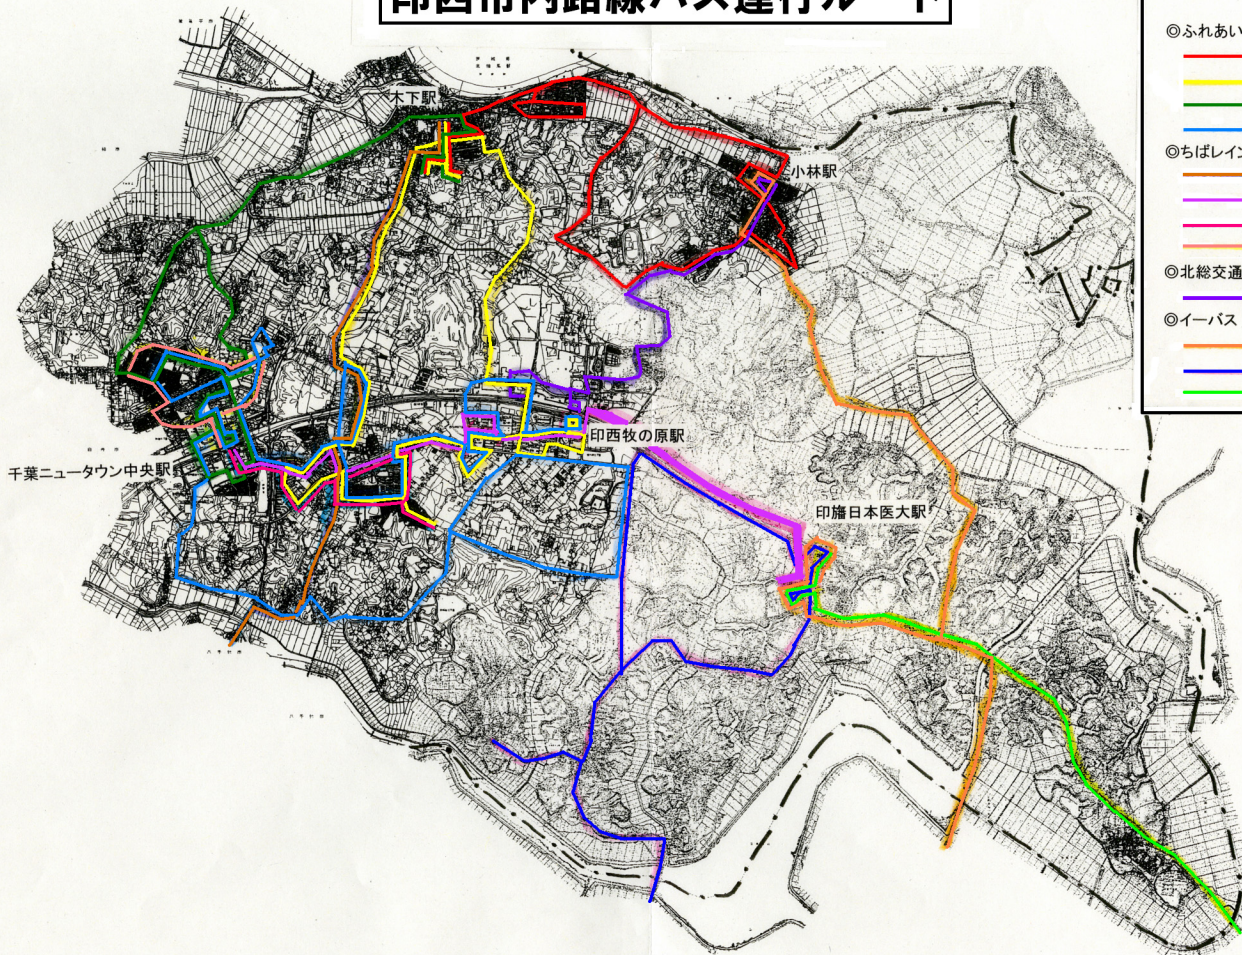 印西市内路線バス運行ルート
◎ふれあい
木下駅
◎ちばレイン
小林駅
◎北総交通
◎イーバス
印西牧の原駅
千葉ニュータウン中央駅
印旛日本医大駅